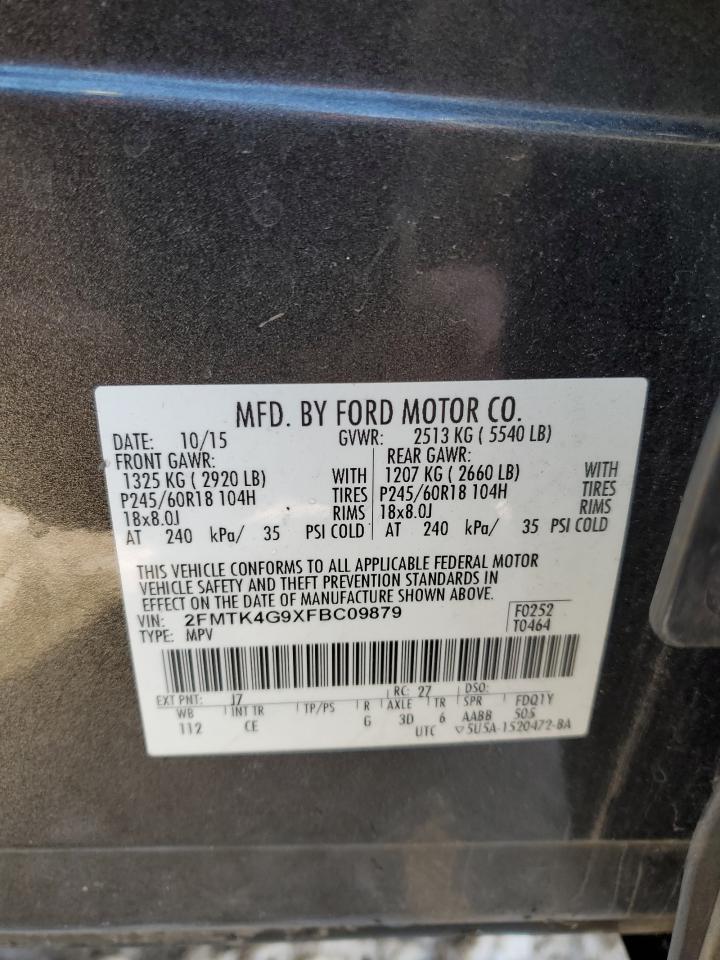 MFD. BY FORD MOTOR CO.
DATE: 10/15 GVWR: 2513 KG ( 5540 LB)
FRONT GAWR: REAR GAWR:
1325 KG ( 2920 LB) WITH 1207 KG ( 2660 LB) WITH
P245/60R18 104H TIRES P245/60R18 104H TIRES
18x8.0J RIMS 18x8.0J RIMS
AT 240 kPa/ 35 PSI COLD AT 240 kPa/ 35 PSI COLD
THIS VEHICLE CONFORMS TO ALL APPLICABLE FEDERAL MOTOR
VEHICLE SAFETY AND THEFT PREVENTION STANDARDS IN
EFFECT ON THE DATE OF MANUFACTURE SHOWN ABOVE.
VIN: 2FMTK4G9XFBC09879 F0252
TYPE: MPV T0464
EXT PNT: J7 RC: 27 DSO:
WB INT TR TP/PS R AXLE TR SPR FDQ1Y
112 CE G 3D 6 AABB 505
UTC ▽5U5A-1520472-BA